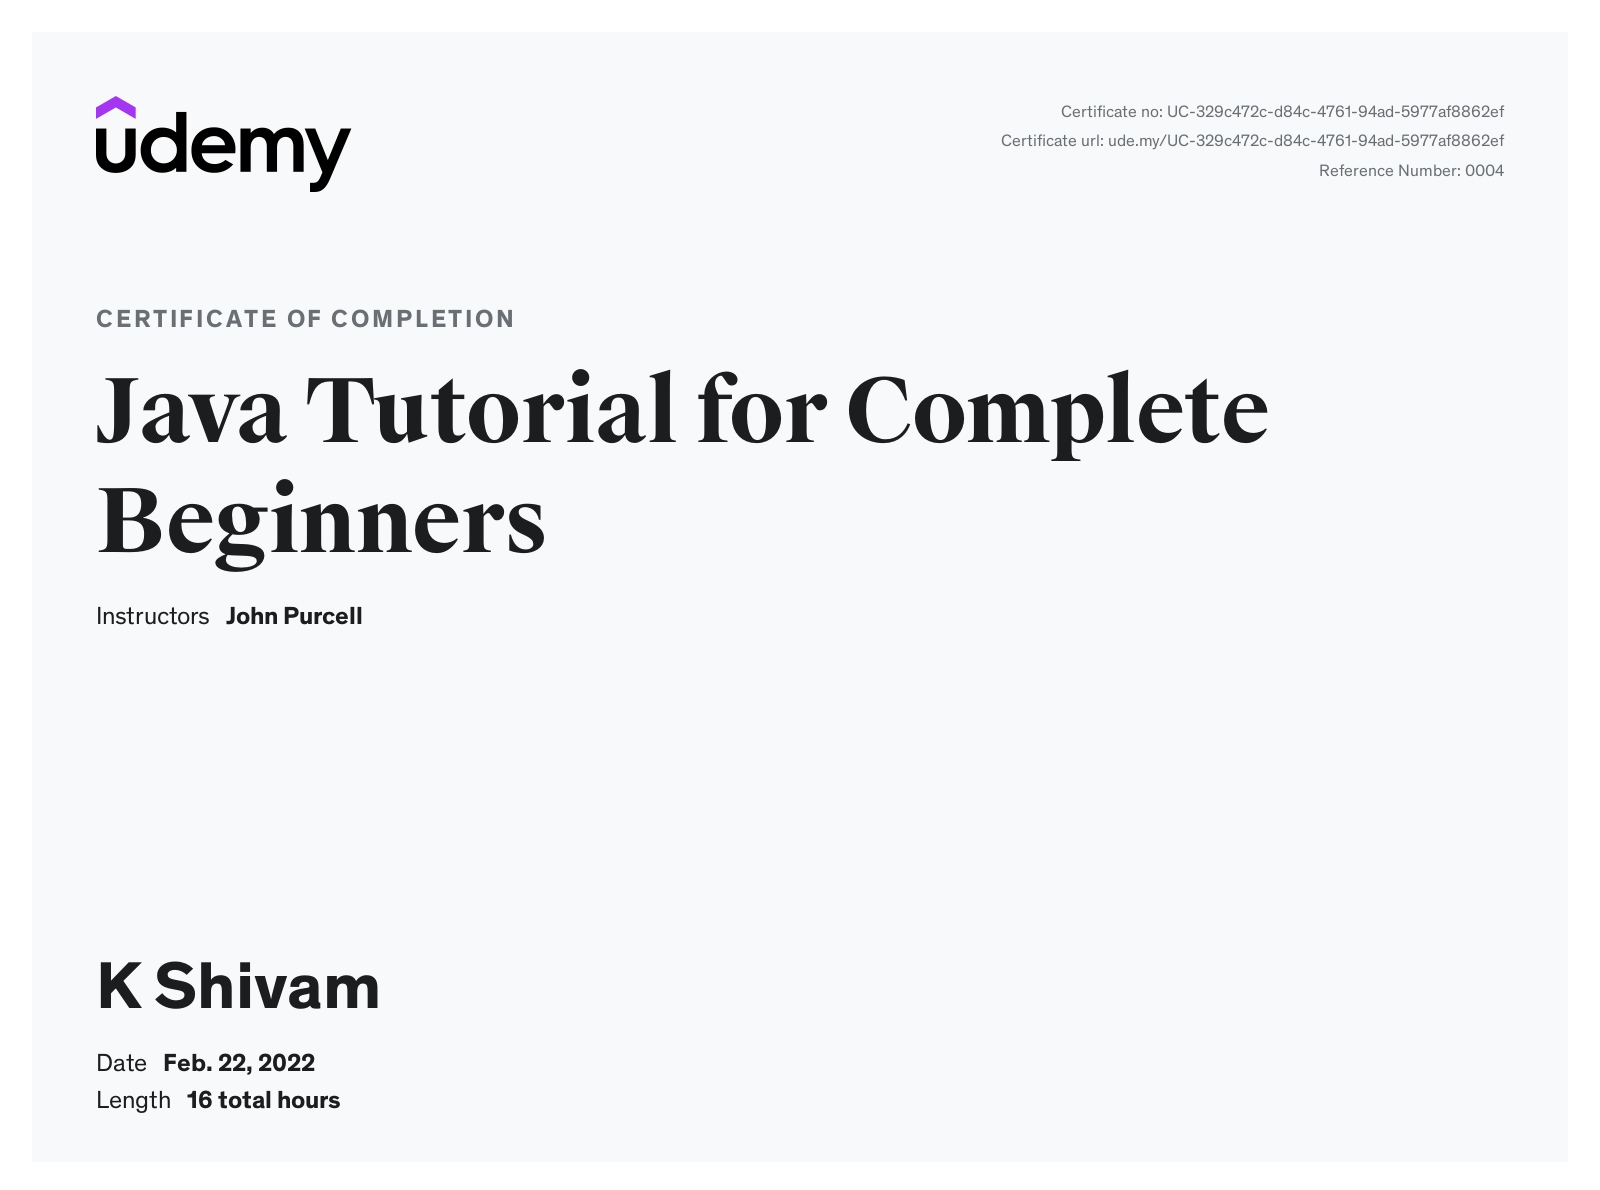 udemy
Certificate no: UC-329c472c-d84c-4761-94ad-5977af8862ef
Certificate url: ude.my/UC-329c472c-d84c-4761-94ad-5977af8862ef
Reference Number: 0004
CERTIFICATE OF COMPLETION
Java Tutorial for Complete
Beginners
Instructors John Purcell
K Shivam
Date Feb. 22, 2022
Length 16 total hours